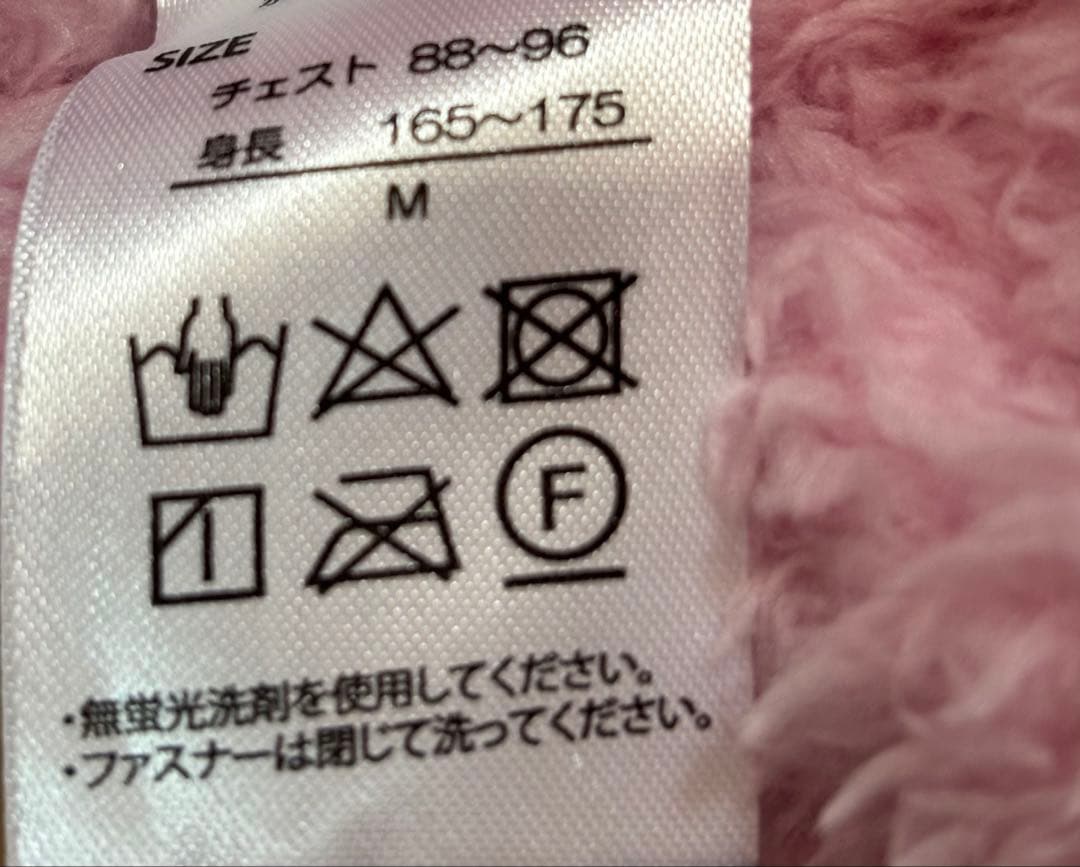 SIZE
チェスト 88〜96
身長 165〜175
M
F
・無蛍光洗剤を使用してください。
・ファスナーは閉じて洗ってください。